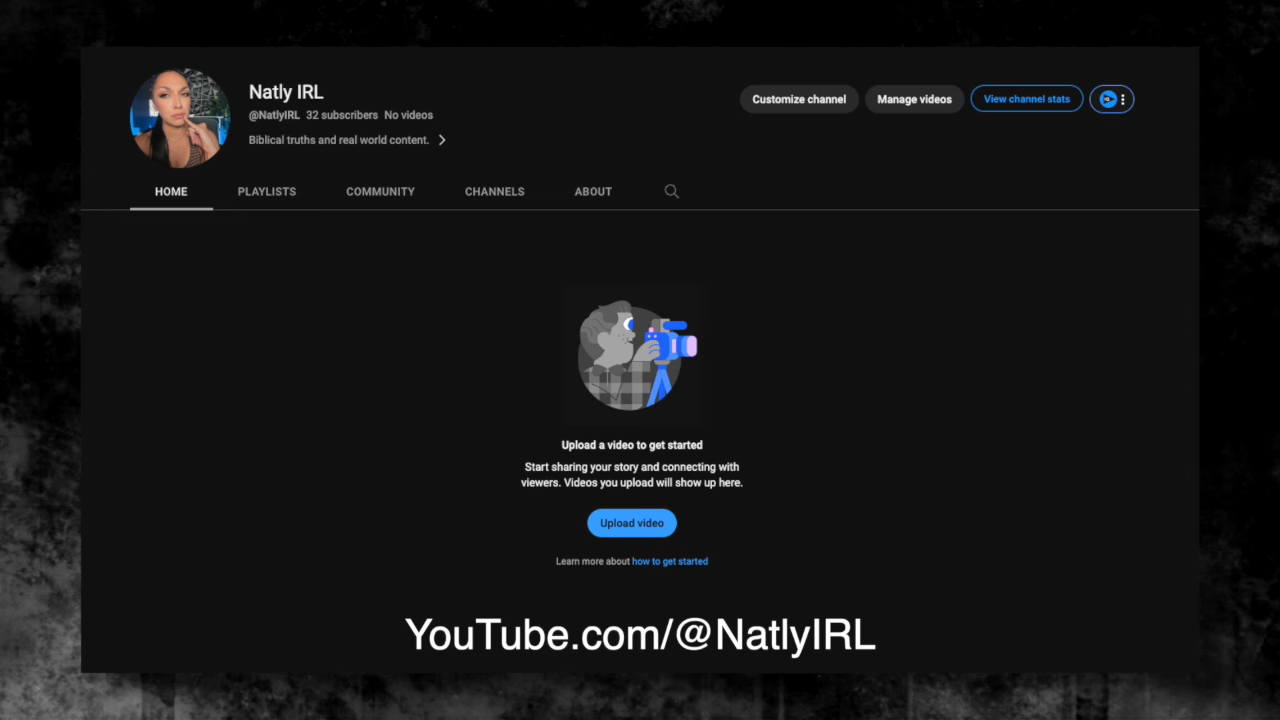 Natly IRL
@NatlyIRL 32 subscribers No videos
Biblical truths and real world content.
Customize channel
Manage videos
View channel stats
HOME
PLAYLISTS
COMMUNITY
CHANNELS
ABOUT
Upload a video to get started
Start sharing your story and connecting with
viewers. Videos you upload will show up here.
Upload video
Learn more about how to get started
YouTube.com/@NatlyIRL